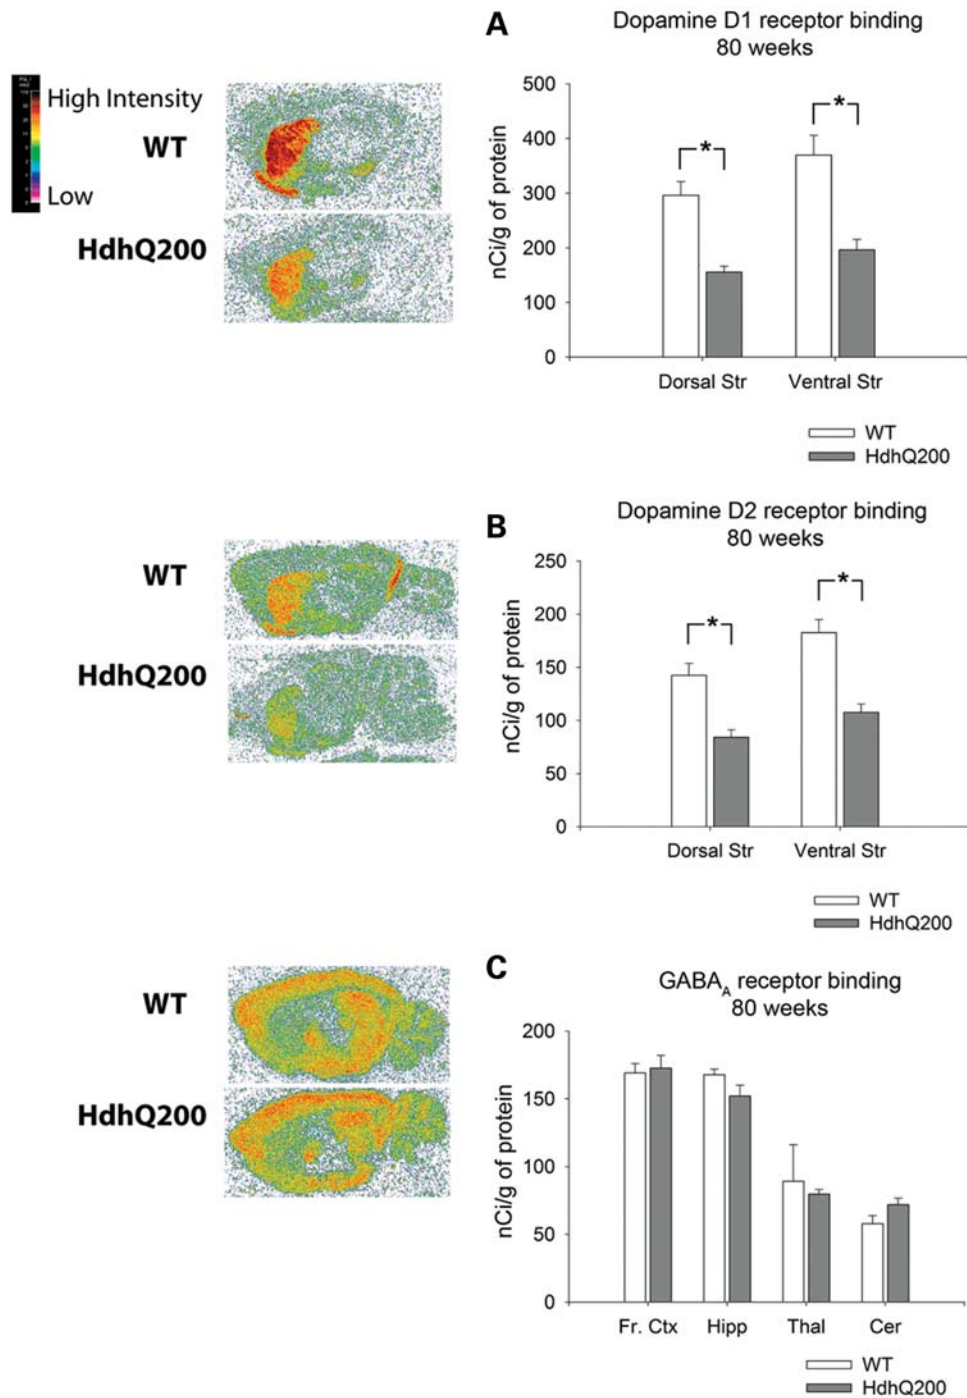 A
Dopamine D1 receptor binding
80 weeks
High Intensity
Low
WT
HdhQ200
nCi/g of protein
500
400
300
200
100
0
*
*
Dorsal Str
Ventral Str
WT
HdhQ200
B
Dopamine D2 receptor binding
80 weeks
WT
HdhQ200
nCi/g of protein
250
200
150
100
50
0
*
*
Dorsal Str
Ventral Str
WT
HdhQ200
C
GABA_A receptor binding
80 weeks
WT
HdhQ200
nCi/g of protein
200
150
100
50
0
Fr. Ctx
Hipp
Thal
Cer
WT
HdhQ200